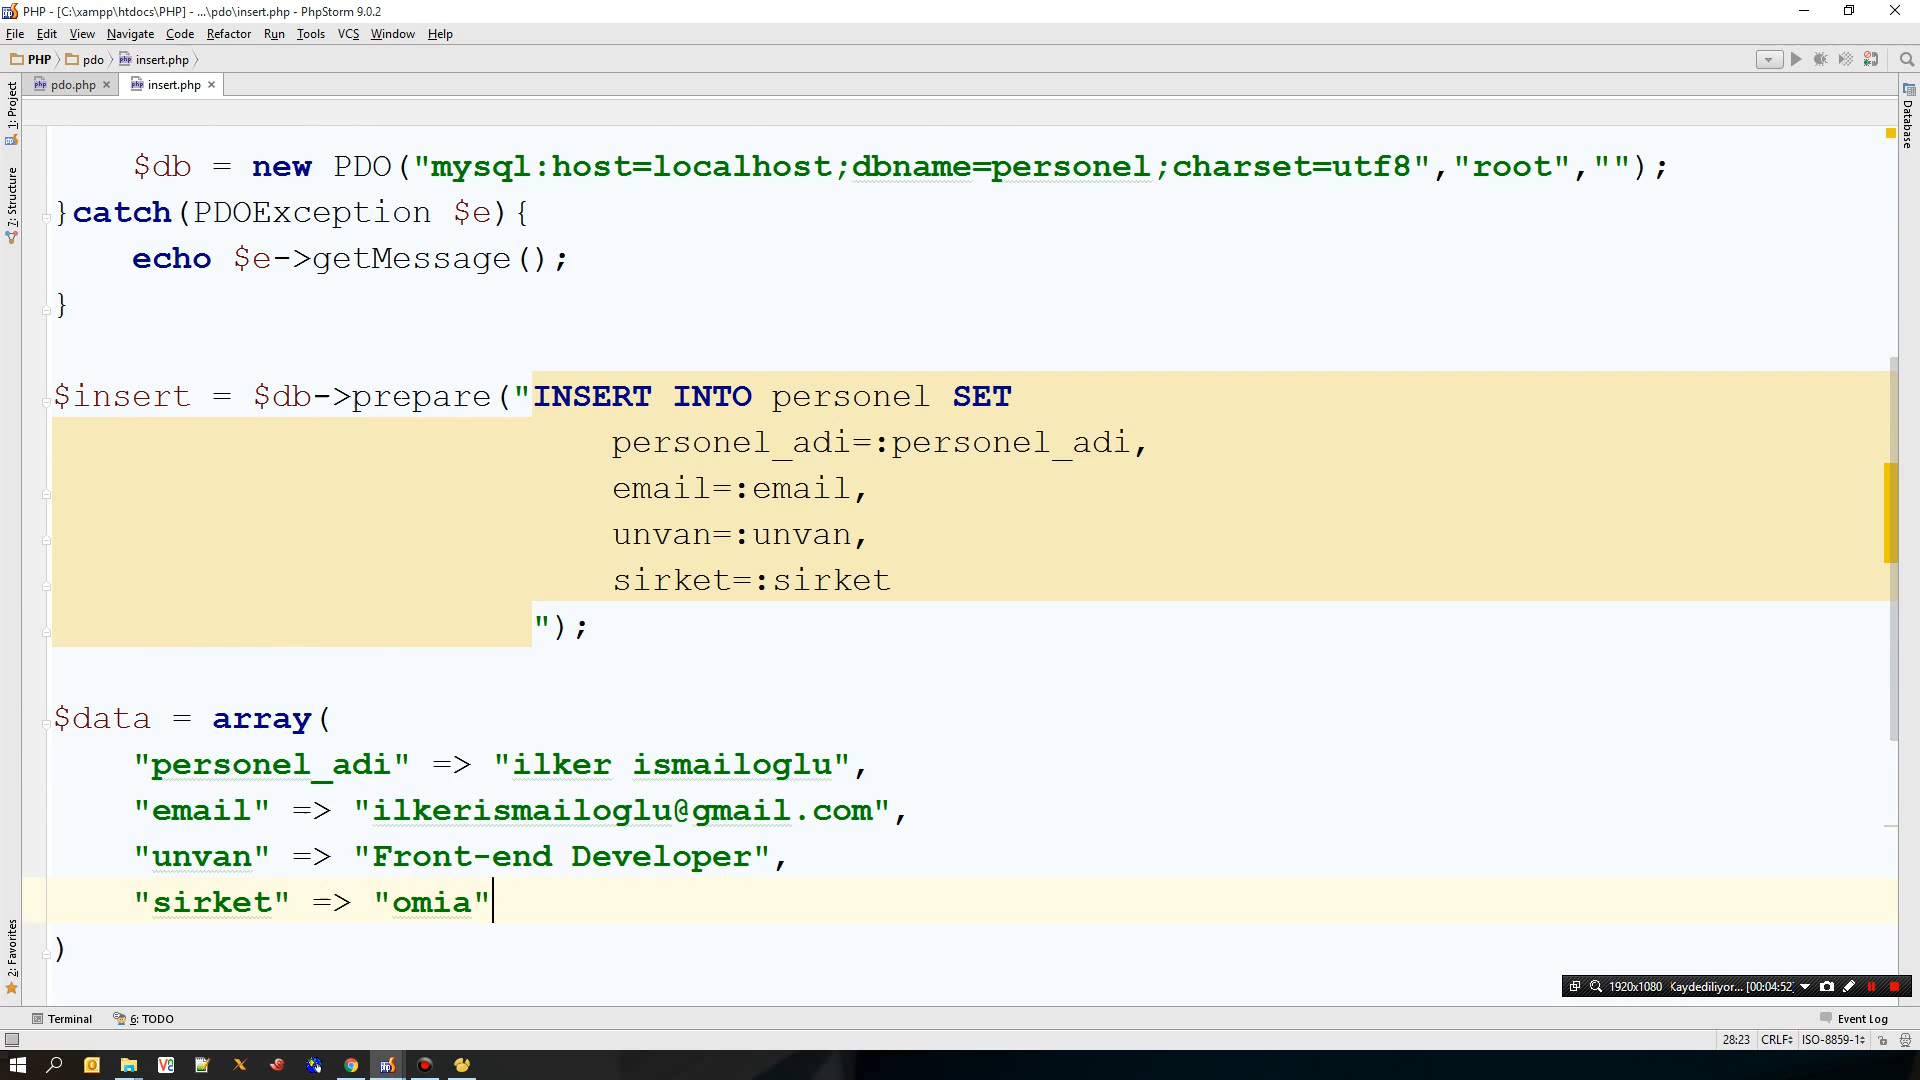 PHP - [C:\xampp\htdocs\PHP] - ...\pdo\insert.php - PhpStorm 9.0.2
File Edit View Navigate Code Refactor Run Tools VCS Window Help
PHP pdo insert.php
pdo.php insert.php
1: Project
7: Structure
2: Favorites
Database
$db = new PDO("mysql:host=localhost;dbname=personel;charset=utf8","root","");
}catch(PDOException $e){
echo $e->getMessage();
}
$insert = $db->prepare("INSERT INTO personel SET
personel_adi=:personel_adi,
email=:email,
unvan=:unvan,
sirket=:sirket
");
$data = array(
"personel_adi" => "ilker ismailoglu",
"email" => "ilkerismailoglu@gmail.com",
"unvan" => "Front-end Developer",
"sirket" => "omia"
)
1920x1080 Kaydediliyor... [00:04:52]
Terminal 6: TODO Event Log
28:23 CRLF ISO-8859-1